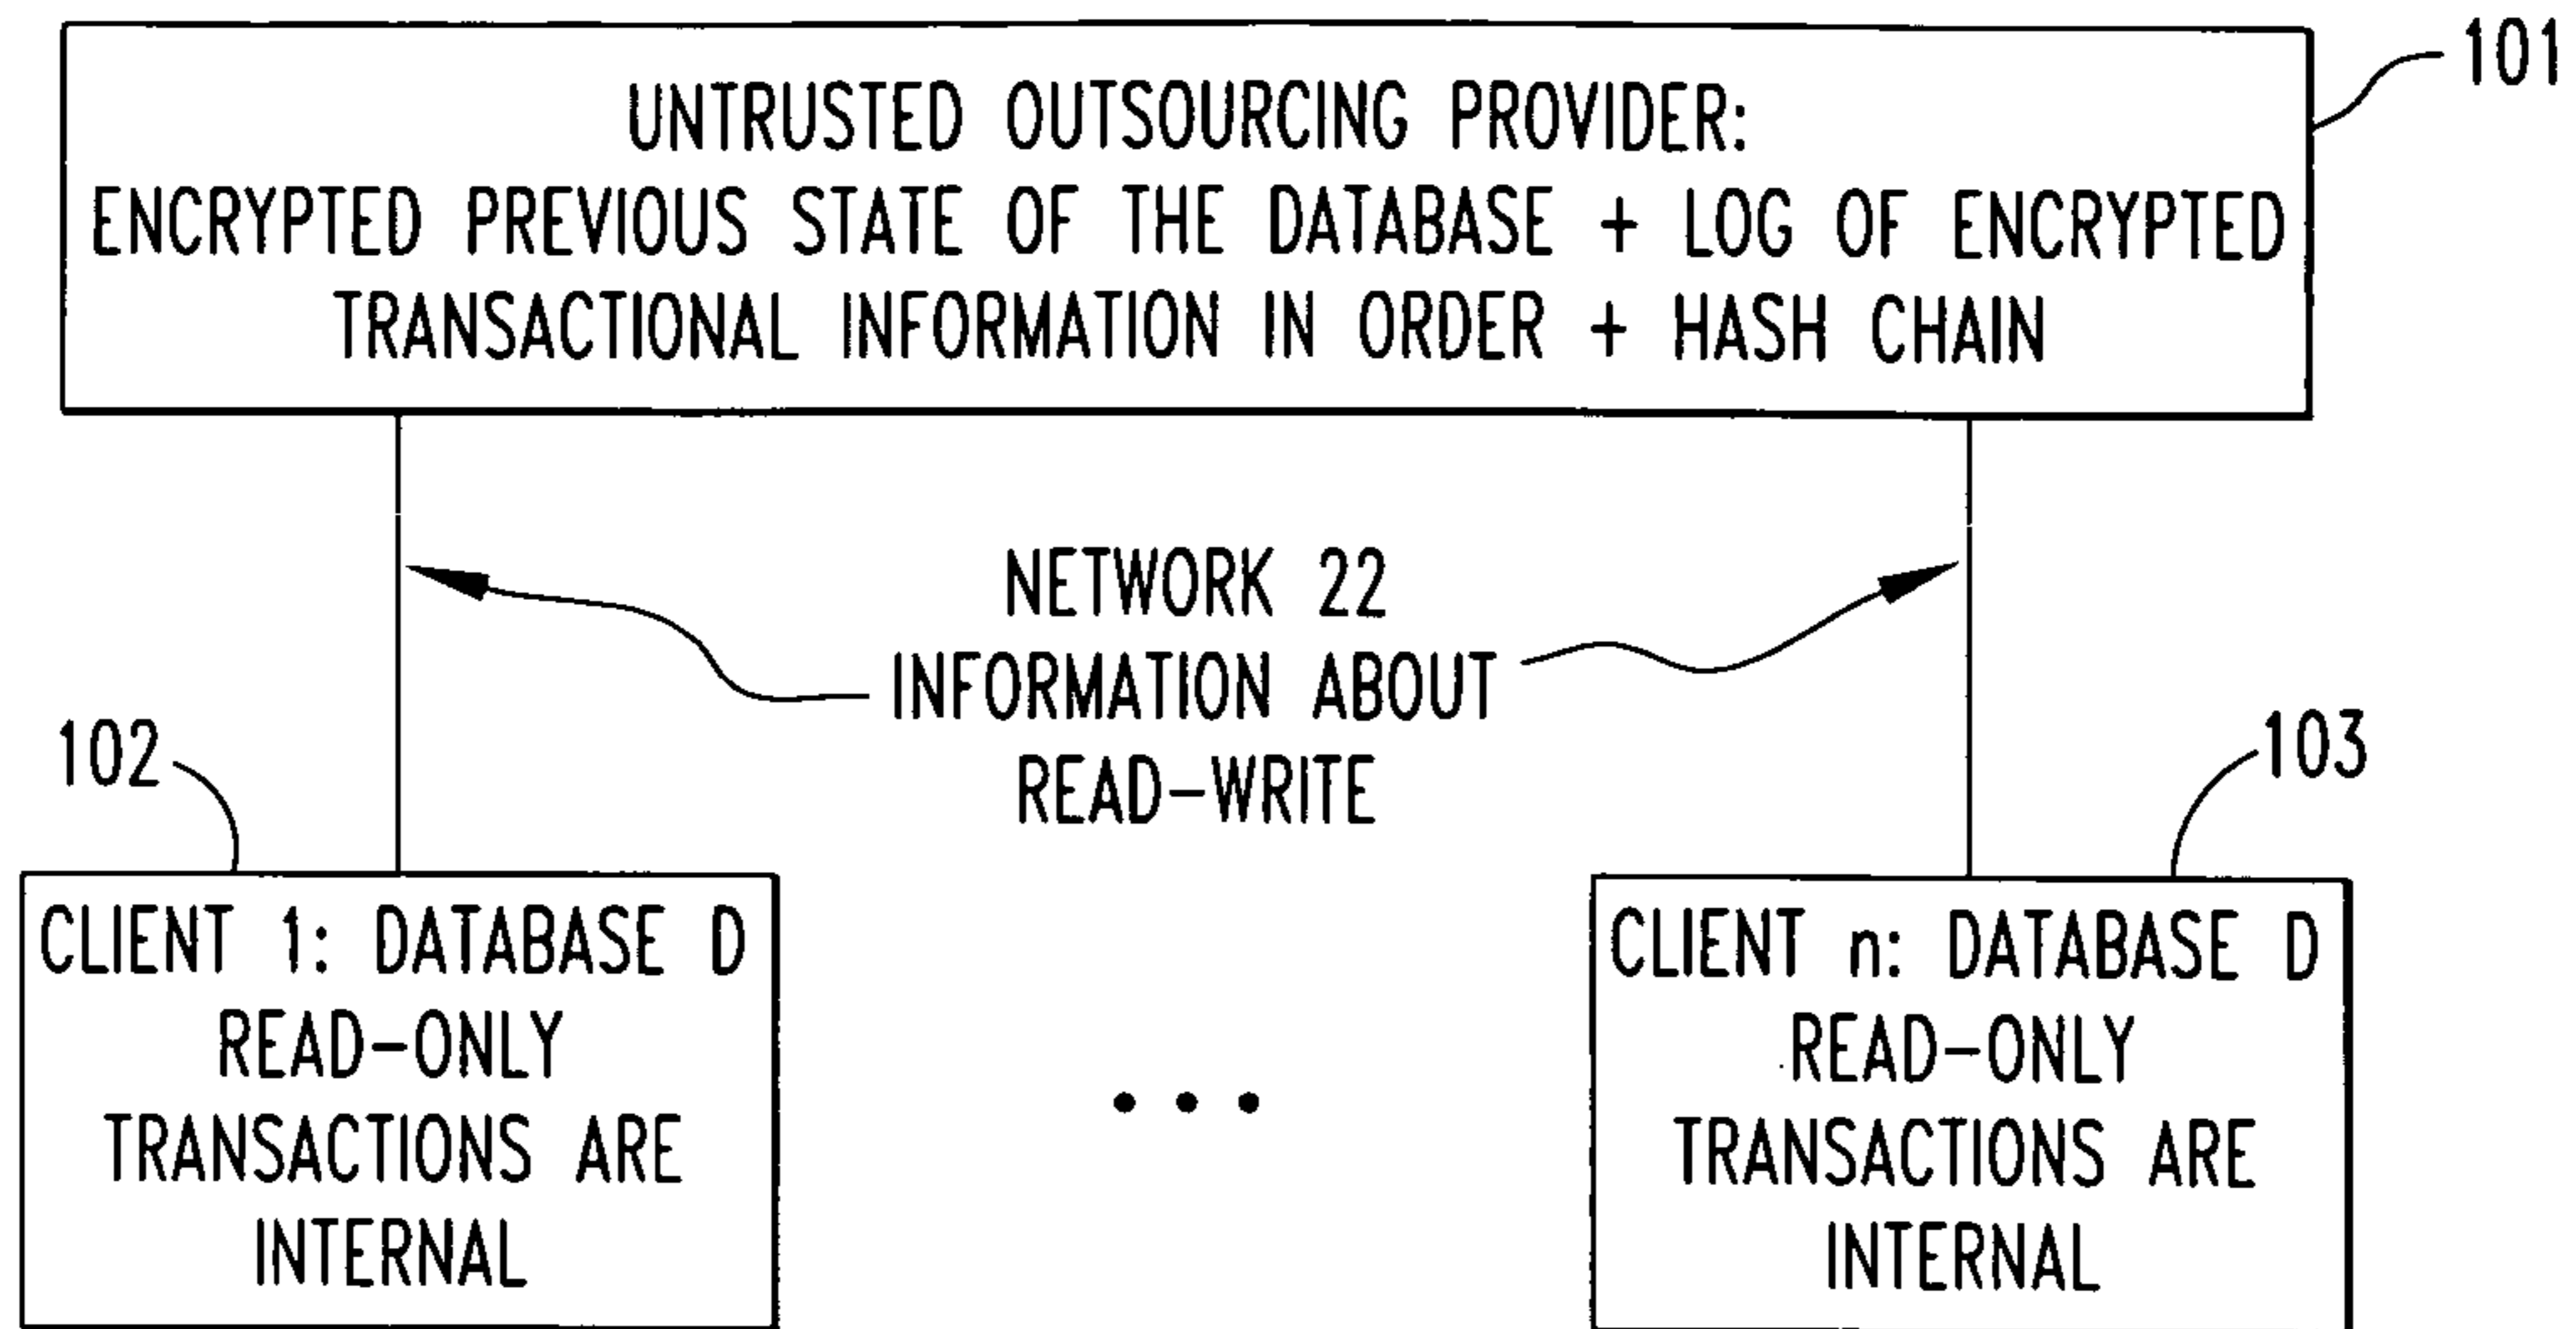 101
UNTRUSTED OUTSOURCING PROVIDER:
ENCRYPTED PREVIOUS STATE OF THE DATABASE + LOG OF ENCRYPTED
TRANSACTIONAL INFORMATION IN ORDER + HASH CHAIN
NETWORK 22
INFORMATION ABOUT
READ-WRITE
102
103
CLIENT 1: DATABASE D
READ-ONLY
TRANSACTIONS ARE
INTERNAL
• • •
CLIENT n: DATABASE D
READ-ONLY
TRANSACTIONS ARE
INTERNAL